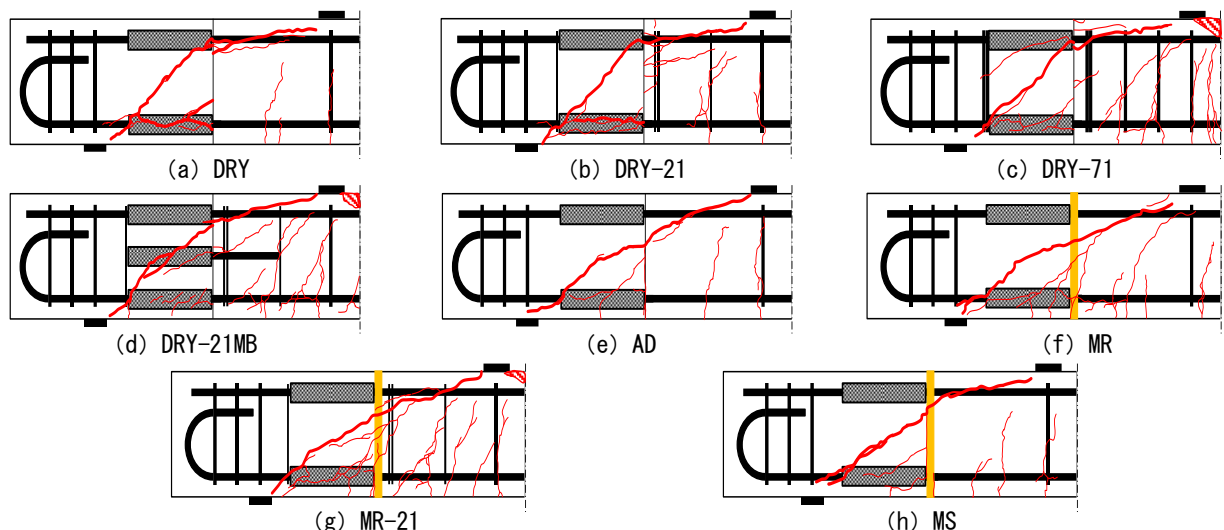 (a) DRY
(b) DRY-21
(c) DRY-71
(d) DRY-21MB
(e) AD
(f) MR
(g) MR-21
(h) MS